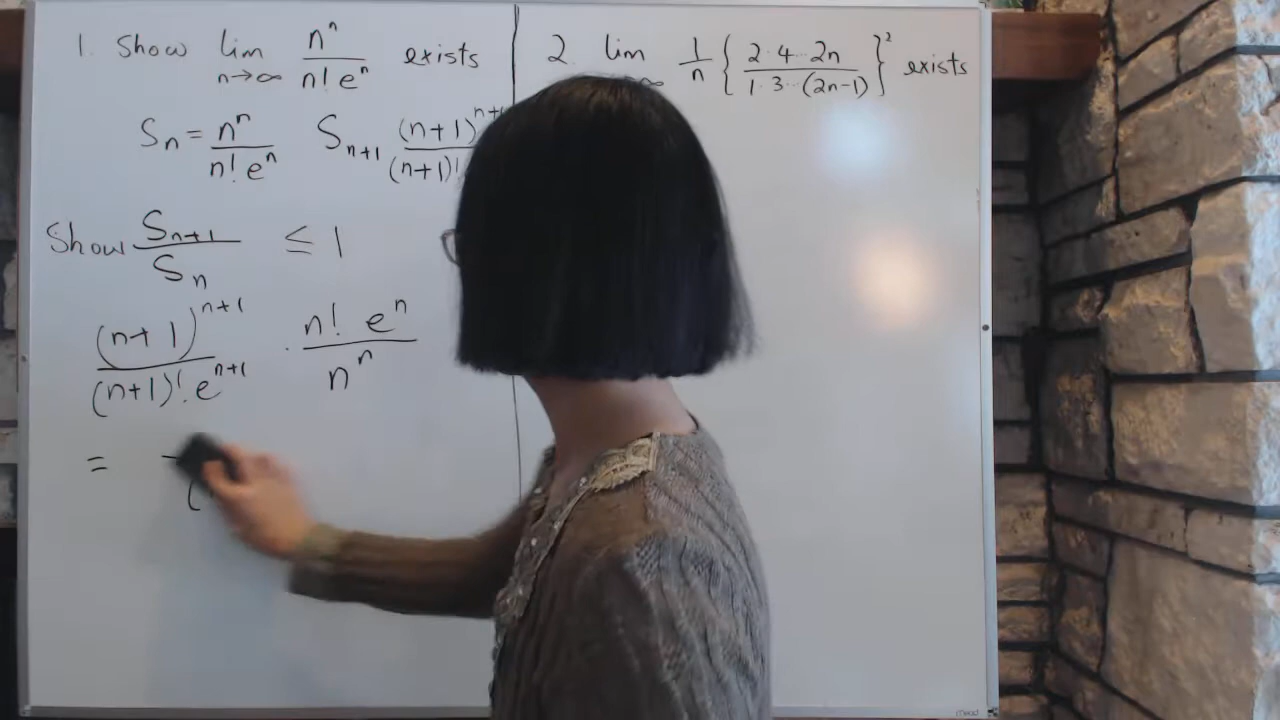 1. Show lim n→∞ n^n / n! e^n exists
S_n = n^n / n! e^n   S_{n+1} (n+1)^{n+1} / (n+1)!
Show S_{n+1} / S_n ≤ 1
(n+1)^{n+1} / (n+1)! e^{n+1} · n! e^n / n^n
= (
2. lim ∞ 1/n { 2·4··2n / 1·3··(2n-1) }^2 exists